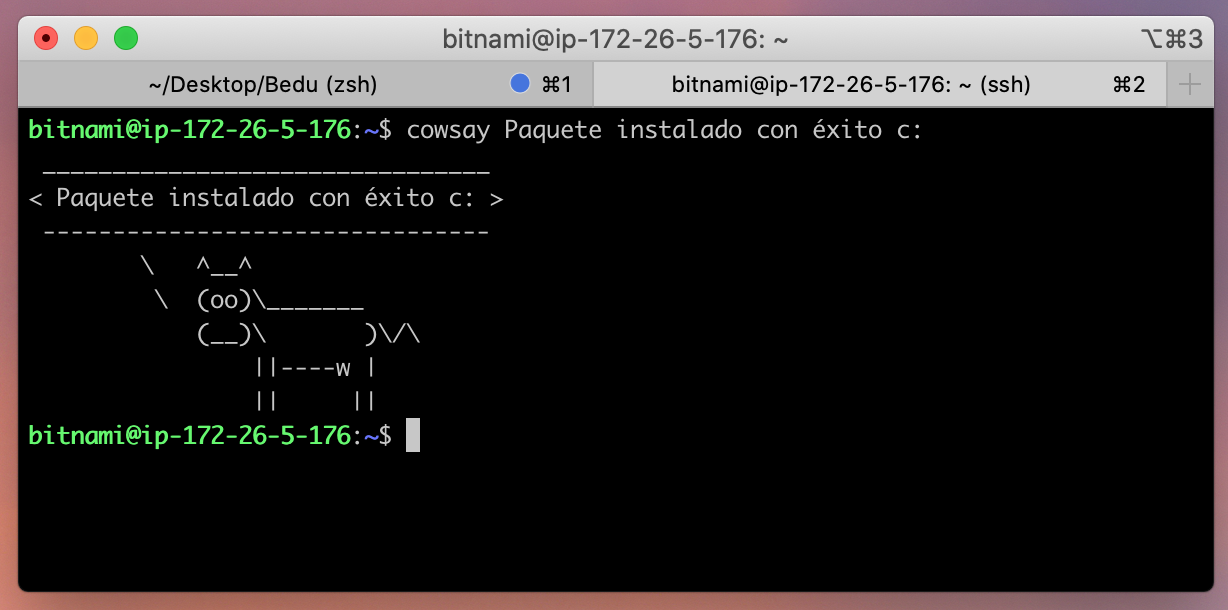 bitnami@ip-172-26-5-176: ~ ⌥⌘3
~/Desktop/Bedu (zsh) ⌘1 bitnami@ip-172-26-5-176: ~ (ssh) ⌘2 +
bitnami@ip-172-26-5-176:~$ cowsay Paquete instalado con éxito c:
 ________________________________
< Paquete instalado con éxito c: >
 --------------------------------
        \   ^__^
         \  (oo)\_______
            (__)\       )\/\
                ||----w |
                ||     ||
bitnami@ip-172-26-5-176:~$